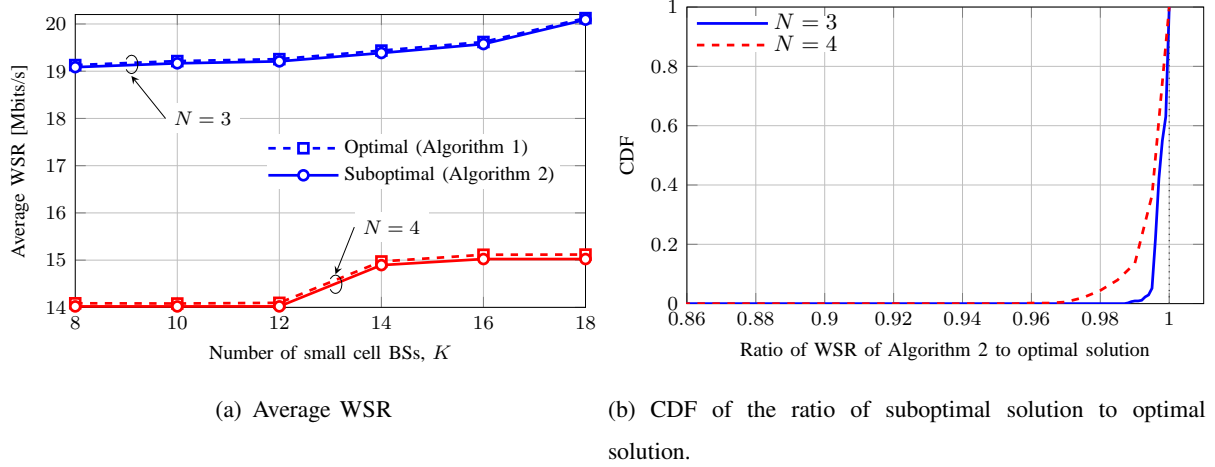 20
19
18
17
16
15
14
8
10
12
14
16
18
Average WSR [Mbits/s]
Number of small cell BSs, K
N = 3
Optimal (Algorithm 1)
Suboptimal (Algorithm 2)
N = 4
(a) Average WSR
N = 3
N = 4
1
0.8
0.6
0.4
0.2
0
0.86
0.88
0.9
0.92
0.94
0.96
0.98
1
CDF
Ratio of WSR of Algorithm 2 to optimal solution
(b) CDF of the ratio of suboptimal solution to optimal
solution.